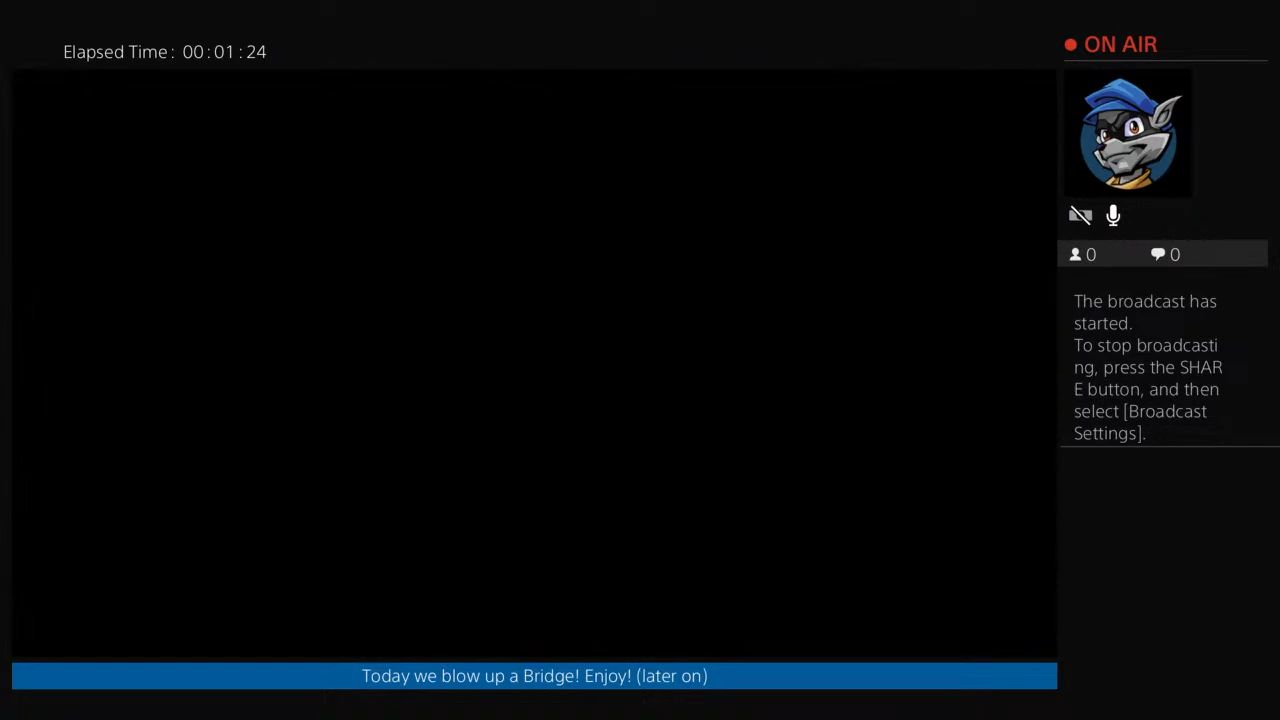 Elapsed Time: 00:01:24
ON AIR
0 0
The broadcast has
started.
To stop broadcasti
ng, press the SHAR
E button, and then
select [Broadcast
Settings].
Today we blow up a Bridge! Enjoy! (later on)